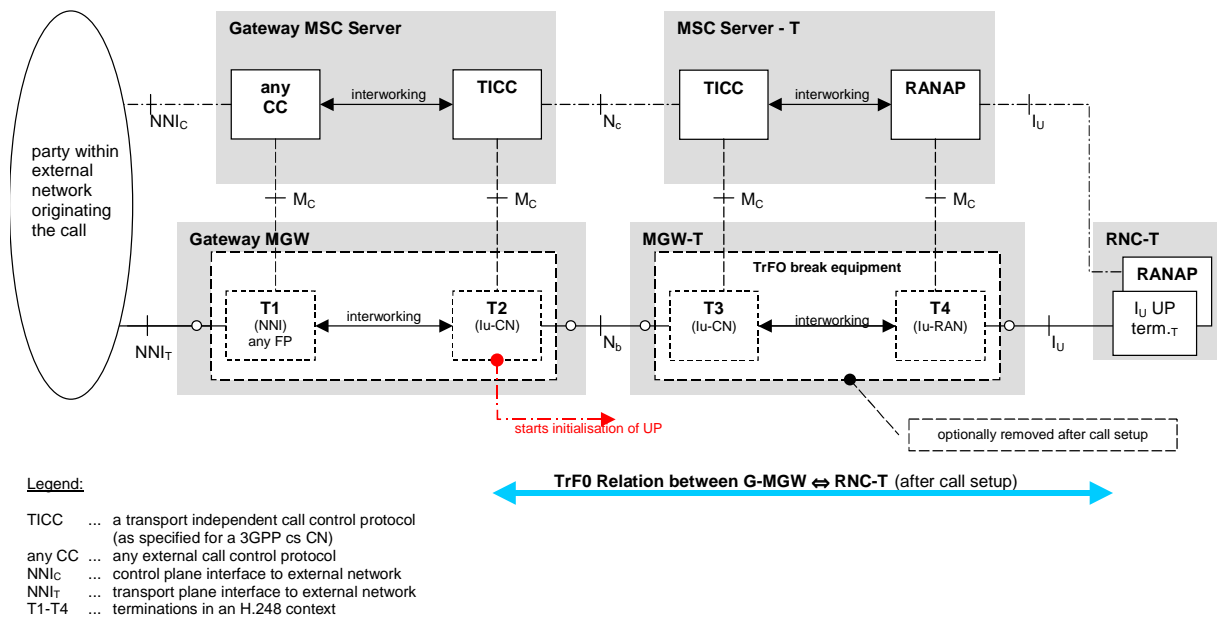 Gateway MSC Server
MSC Server - T
any
CC
interworking
TICC
TICC
interworking
RANAP
NNIC
NC
IU
party within
external
network
originating
the call
MC
MC
MC
MC
Gateway MGW
MGW-T
RNC-T
TrFO break equipment
RANAP
T1
(NNI)
any FP
interworking
T2
(Iu-CN)
T3
(Iu-CN)
interworking
T4
(Iu-RAN)
IU UP
term.T
NNIT
Nb
IU
starts initialisation of UP
optionally removed after call setup
TrF0 Relation between G-MGW ⇔ RNC-T (after call setup)
Legend:
TICC ... a transport independent call control protocol
(as specified for a 3GPP cs CN)
any CC ... any external call control protocol
NNIC ... control plane interface to external network
NNIT ... transport plane interface to external network
T1-T4 ... terminations in an H.248 context